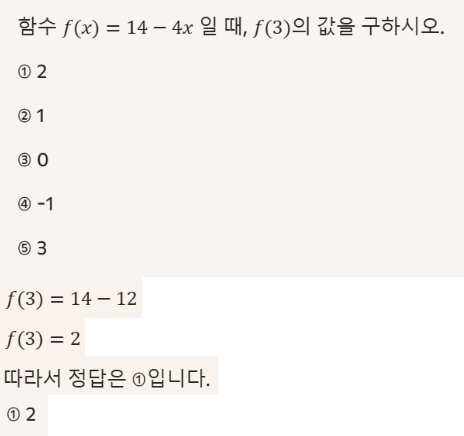 함수 f(x) = 14 − 4x 일 때, f(3)의 값을 구하시오.
① 2
② 1
③ 0
④ -1
⑤ 3
f(3) = 14 − 12
f(3) = 2
따라서 정답은 ①입니다.
① 2